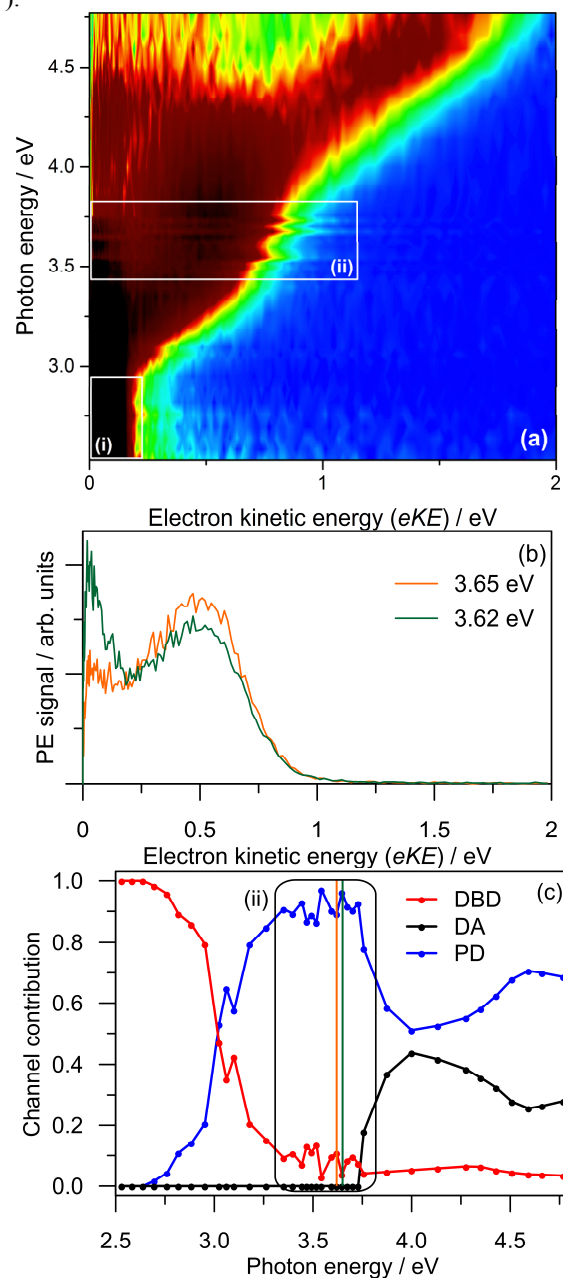 ).
4.5
4.0
3.5
3.0
Photon energy / eV
(ii)
(i)
(a)
0
1
2
Electron kinetic energy (eKE) / eV
(b)
3.65 eV
3.62 eV
PE signal / arb. units
0
0.5
1
1.5
2
Electron kinetic energy (eKE) / eV
(ii)
(c)
DBD
DA
PD
1.0
0.8
0.6
0.4
0.2
0.0
Channel contribution
2.5
3.0
3.5
4.0
4.5
Photon energy / eV